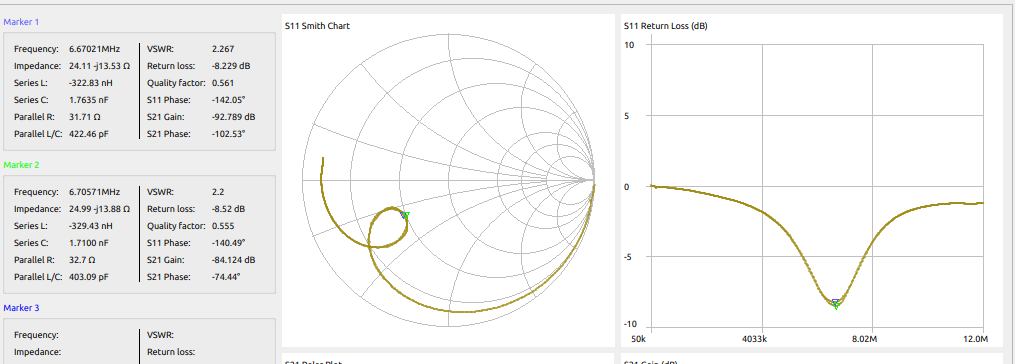 Marker 1
Frequency: 6.67021MHz VSWR: 2.267
Impedance: 24.11 -j13.53 Ω Return loss: -8.229 dB
Series L: -322.83 nH Quality factor: 0.561
Series C: 1.7635 nF S11 Phase: -142.05°
Parallel R: 31.71 Ω S21 Gain: -92.789 dB
Parallel L/C: 422.46 pF S21 Phase: -102.53°
Marker 2
Frequency: 6.70571MHz VSWR: 2.2
Impedance: 24.99 -j13.88 Ω Return loss: -8.52 dB
Series L: -329.43 nH Quality factor: 0.555
Series C: 1.7100 nF S11 Phase: -140.49°
Parallel R: 32.7 Ω S21 Gain: -84.124 dB
Parallel L/C: 403.09 pF S21 Phase: -74.44°
Marker 3
Frequency: VSWR:
Impedance: Return loss:
S11 Smith Chart
S11 Return Loss (dB)
10
5
0
-5
-10
50k 4033k 8.02M 12.0M